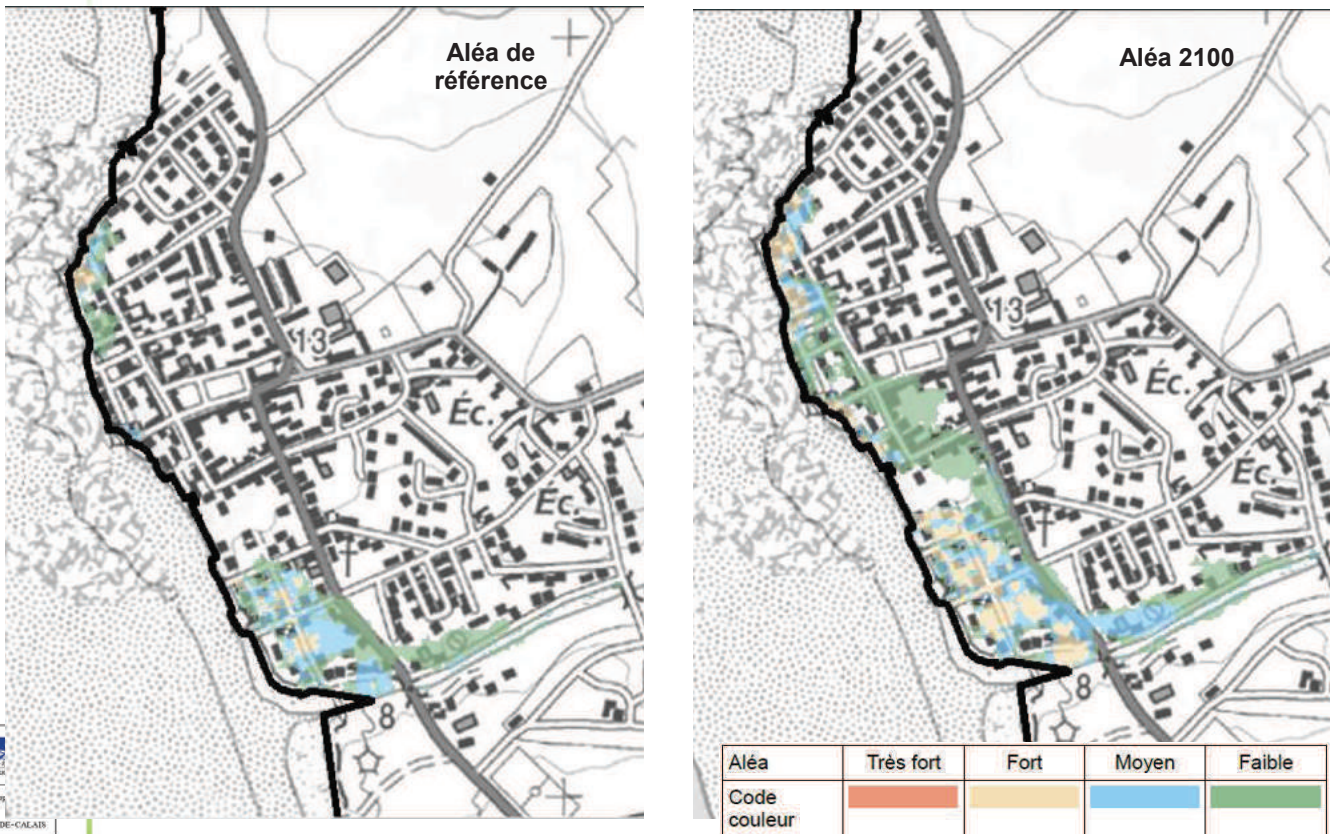 Aléa de
référence
13
Éc.
Éc.
8
DE-CALAIS
Aléa 2100
13
Éc.
Éc.
8
Aléa Très fort Fort Moyen Faible
Code
couleur